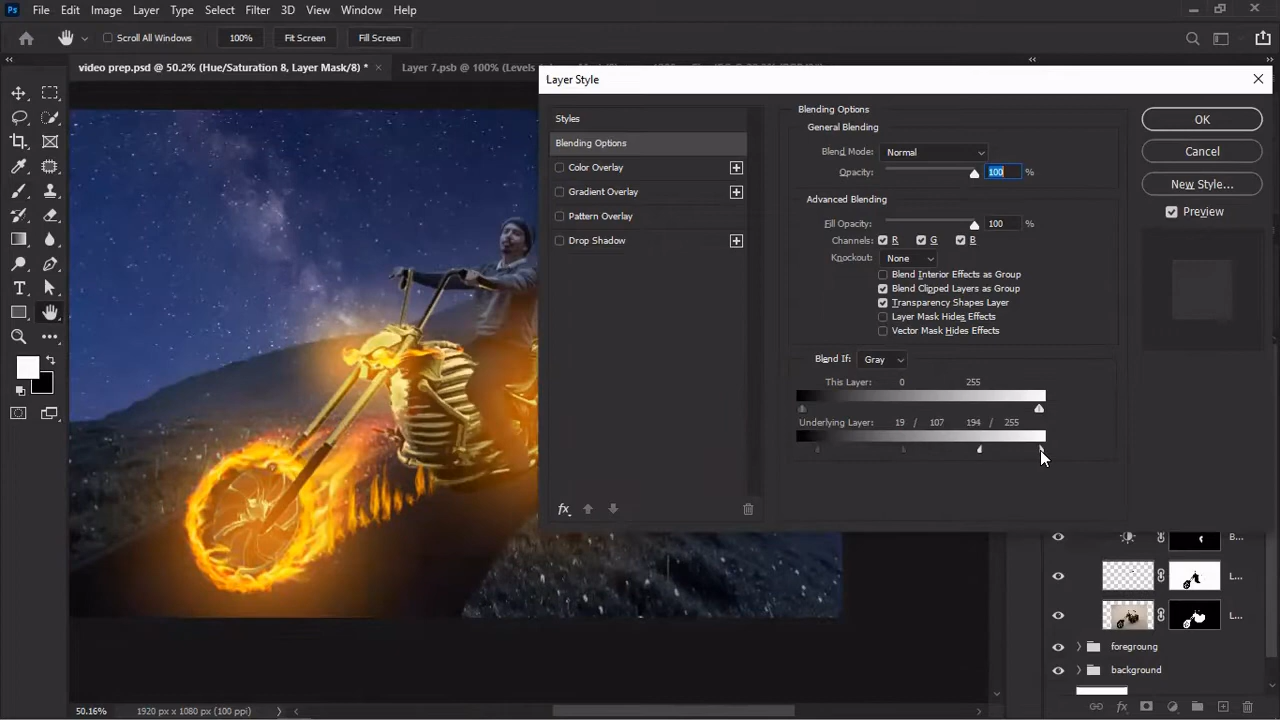 Ps File Edit Image Layer Type Select Filter 3D View Window Help
Scroll All Windows 100% Fit Screen Fill Screen
video prep.psd @ 50.2% (Hue/Saturation 8, Layer Mask/8) * × Layer 7.psb @ 100% (Levels
Layer Style
Styles
Blending Options
Color Overlay
Gradient Overlay
Pattern Overlay
Drop Shadow
fx
Blending Options
General Blending
Blend Mode: Normal
Opacity: 100 %
Advanced Blending
Fill Opacity: 100 %
Channels: R G B
Knockout: None
Blend Interior Effects as Group
Blend Clipped Layers as Group
Transparency Shapes Layer
Layer Mask Hides Effects
Vector Mask Hides Effects
Blend If: Gray
This Layer: 0 255
Underlying Layer: 19 / 107 194 / 255
OK
Cancel
New Style...
Preview
B...
L...
L...
foregroung
background
fx
50.16% 1920 px x 1080 px (100 ppi)